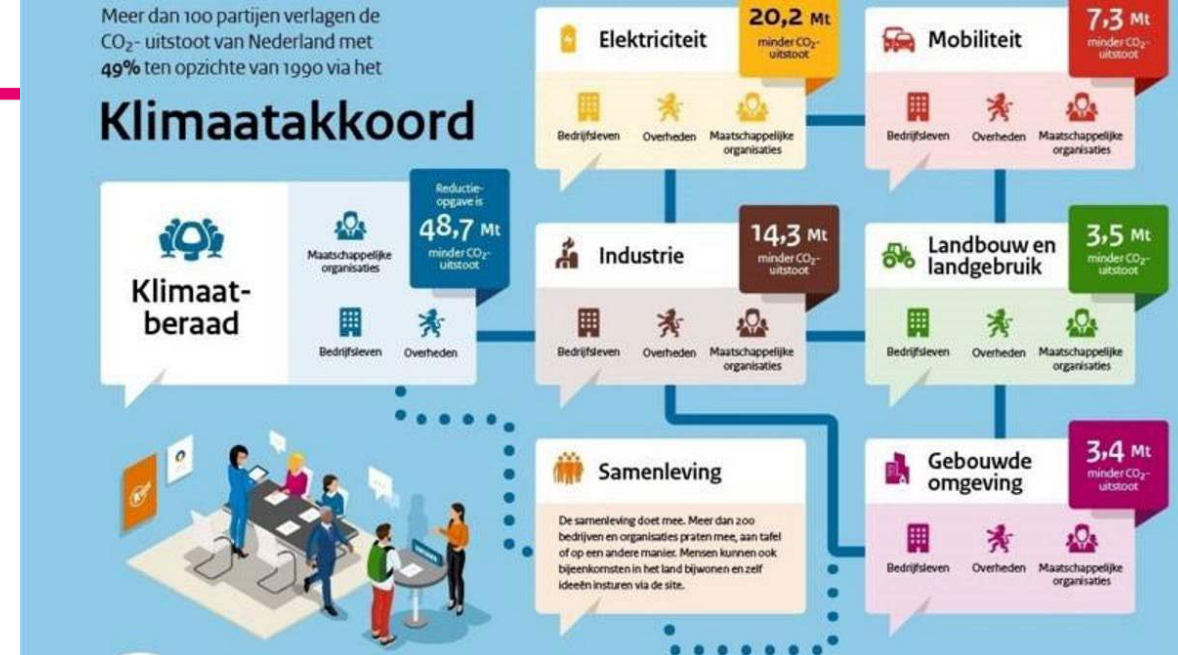 Meer dan 100 partijen verlagen de
CO₂- uitstoot van Nederland met
49% ten opzichte van 1990 via het
Klimaatakkoord
Klimaat-
beraad
Maatschappelijke
organisaties
Bedrijfsleven
Overheden
Reductie-
opgave is
48,7 Mt
minder CO₂-
uitstoot
Elektriciteit
20,2 Mt
minder CO₂-
uitstoot
Bedrijfsleven
Overheden
Maatschappelijke
organisaties
Mobiliteit
7,3 Mt
minder CO₂-
uitstoot
Bedrijfsleven
Overheden
Maatschappelijke
organisaties
Industrie
14,3 Mt
minder CO₂-
uitstoot
Bedrijfsleven
Overheden
Maatschappelijke
organisaties
Landbouw en
landgebruik
3,5 Mt
minder CO₂-
uitstoot
Bedrijfsleven
Overheden
Maatschappelijke
organisaties
Samenleving
De samenleving doet mee. Meer dan 200
bedrijven en organisaties praten mee, aan tafel
of op een andere manier. Mensen kunnen ook
bijeenkomsten in het land bijwonen en zelf
ideeën insturen via de site.
Gebouwde
omgeving
3,4 Mt
minder CO₂-
uitstoot
Bedrijfsleven
Overheden
Maatschappelijke
organisaties